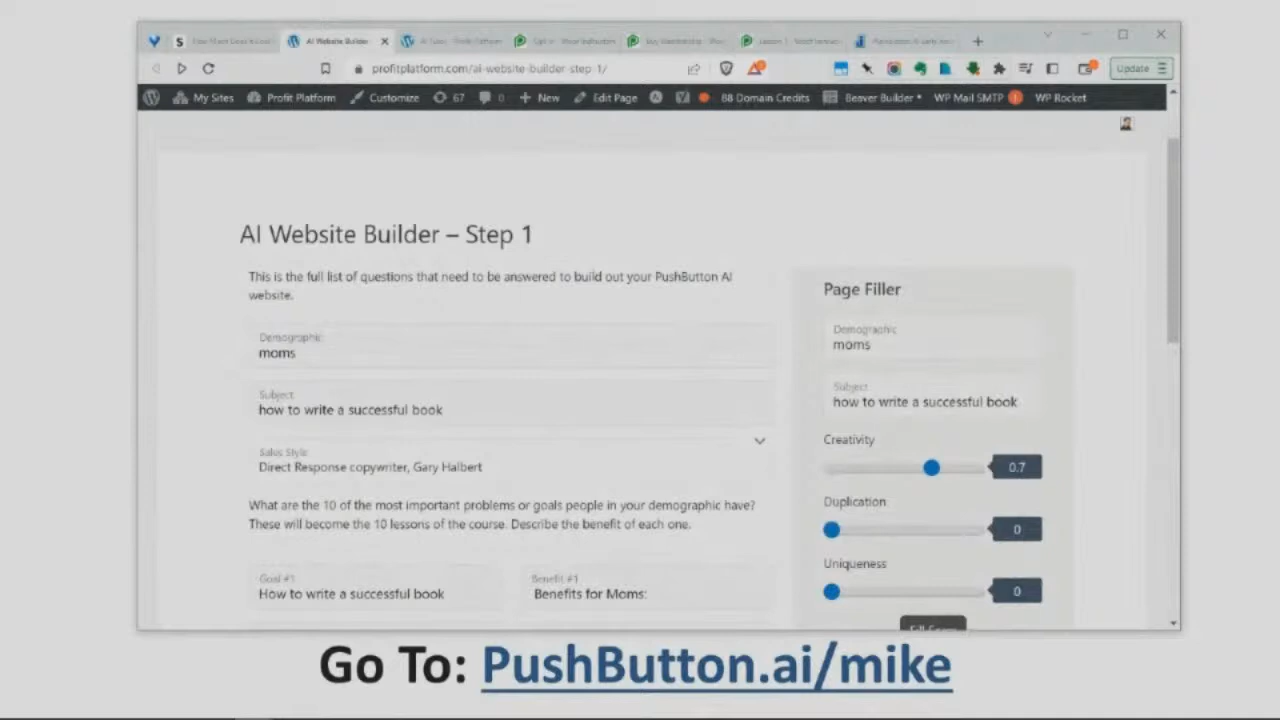 AI Website Builder
profitplatform.com/ai-website-builder-step-1/
Update
My Sites
Profit Platform
Customize
67
0
New
Edit Page
88 Domain Credits
Beaver Builder
WP Mail SMTP
WP Rocket
AI Website Builder – Step 1
This is the full list of questions that need to be answered to build out your PushButton AI
website.
Demographic
moms
Subject
how to write a successful book
Sales Style
Direct Response copywriter, Gary Halbert
What are the 10 of the most important problems or goals people in your demographic have?
These will become the 10 lessons of the course. Describe the benefit of each one.
Goal #1
How to write a successful book
Benefit #1
Benefits for Moms:
Page Filler
Demographic
moms
Subject
how to write a successful book
Creativity
0.7
Duplication
0
Uniqueness
0
Go To: PushButton.ai/mike